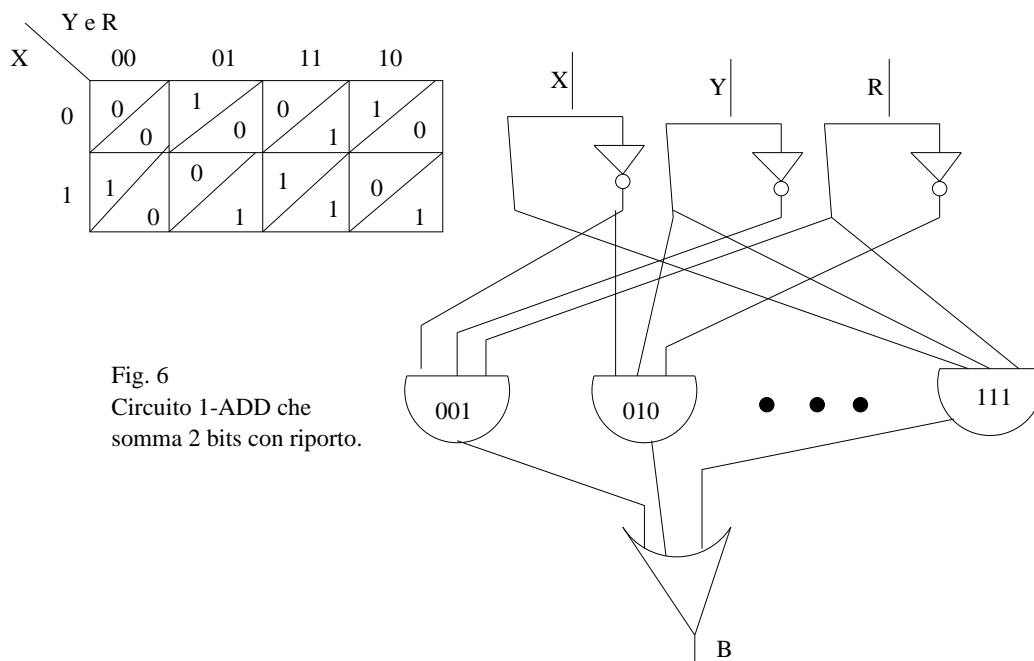 Y e R
X 00 01 11 10
0 0 0 1 0 0 1 1 0
1 1 0 0 1 1 1 0 1
X Y R
Fig. 6
Circuito 1-ADD che
somma 2 bits con riporto.
001 010 111
B